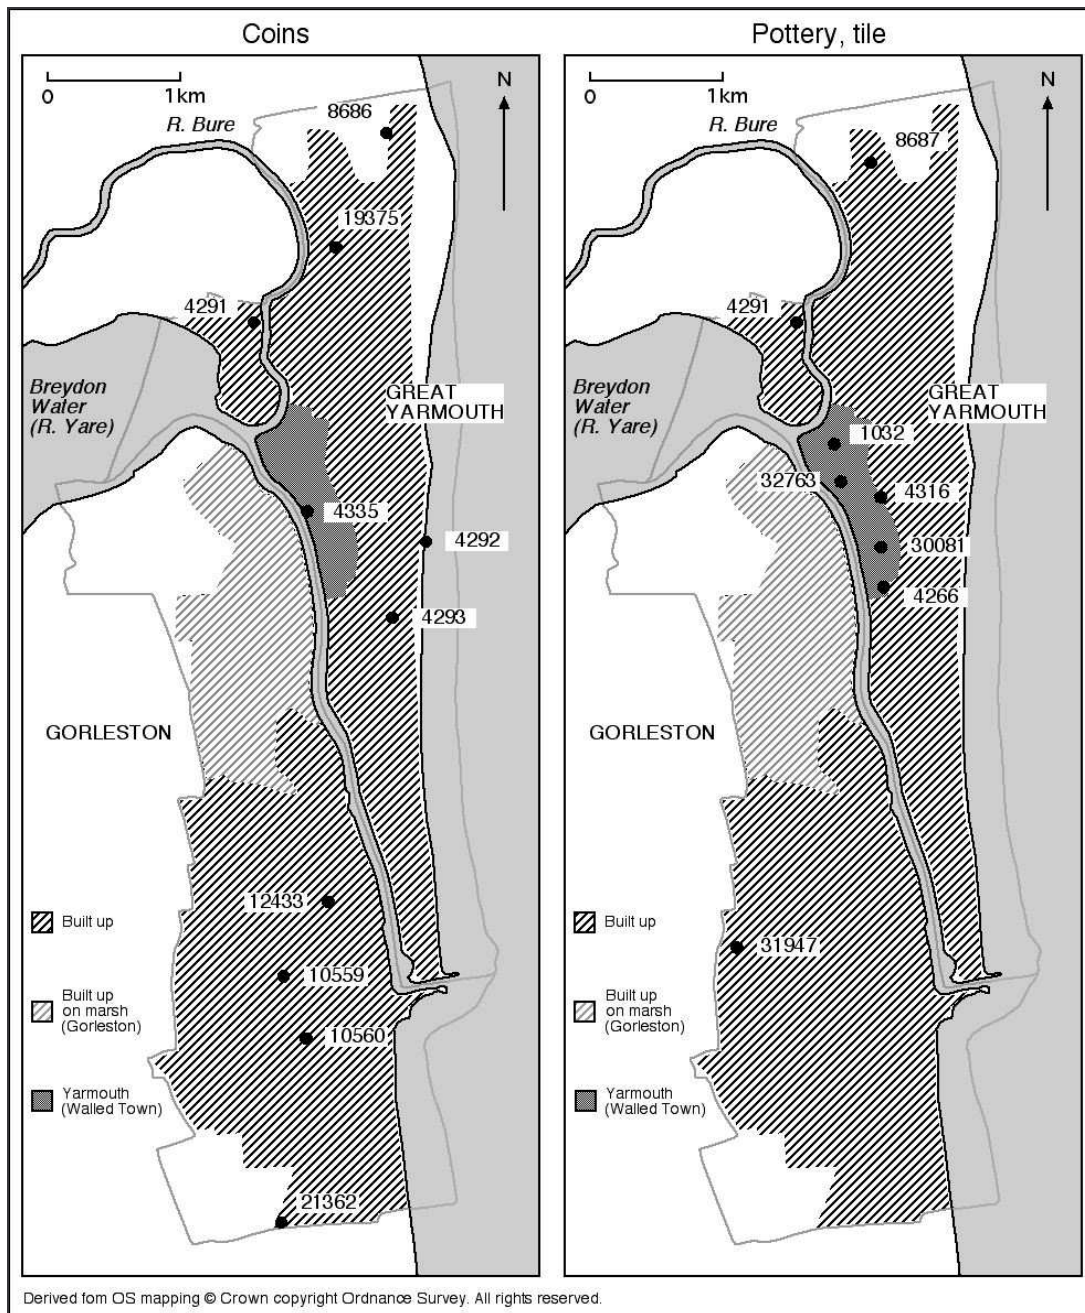 Coins
0 1km
N
R. Bure
8686
19375
4291
Breydon
Water
(R. Yare)
GREAT
YARMOUTH
4335
4292
4293
GORLESTON
12433
10559
10560
21362
Built up
Built up
on marsh
(Gorleston)
Yarmouth
(Walled Town)
Pottery, tile
0 1km
N
R. Bure
8687
4291
Breydon
Water
(R. Yare)
GREAT
YARMOUTH
1032
32763
4316
30081
4266
GORLESTON
31947
Built up
Built up
on marsh
(Gorleston)
Yarmouth
(Walled Town)
Derived fom OS mapping © Crown copyright Ordnance Survey. All rights reserved.